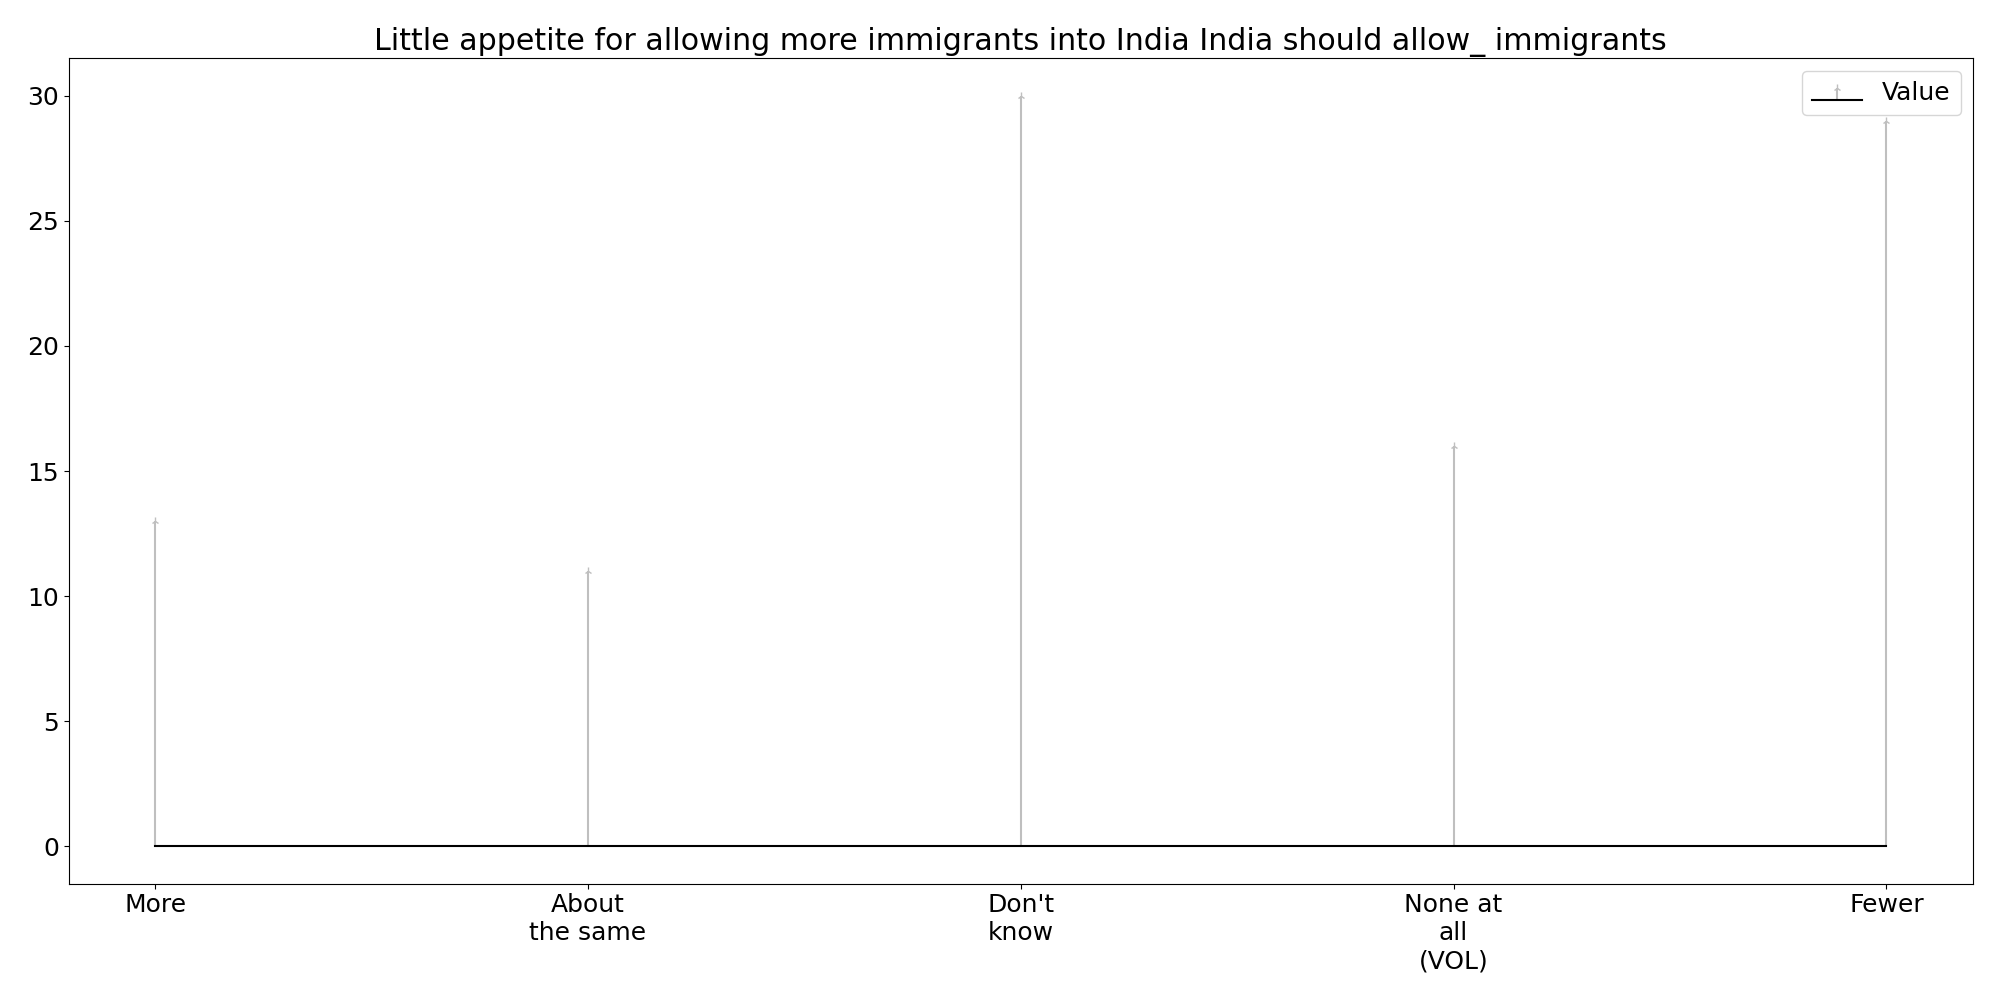 Little appetite for allowing more immigrants into India India should allow_ immigrants
Value
30
25
20
15
10
5
0
More
About
the same
Don't
know
None at
all
(VOL)
Fewer